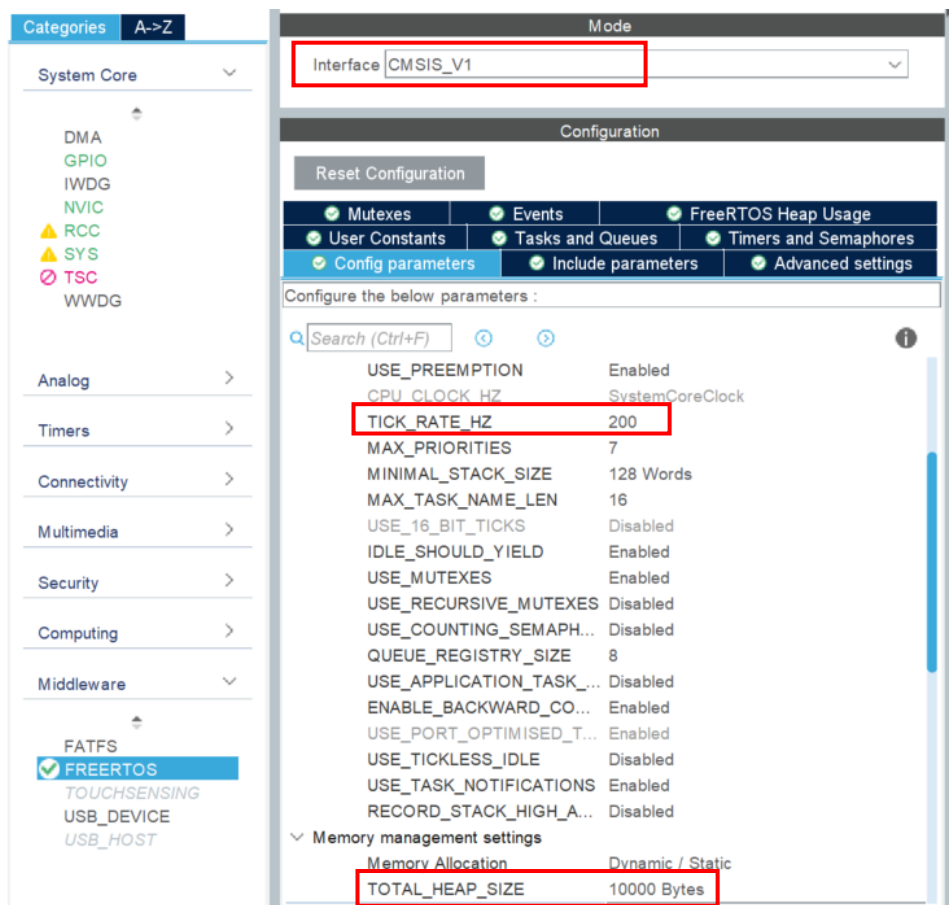 Categories A->Z
System Core
DMA
GPIO
IWDG
NVIC
RCC
SYS
TSC
WWDG
Analog
Timers
Connectivity
Multimedia
Security
Computing
Middleware
FATFS
FREERTOS
TOUCHSENSING
USB_DEVICE
USB_HOST
Mode
Interface CMSIS_V1
Configuration
Reset Configuration
Mutexes Events FreeRTOS Heap Usage
User Constants Tasks and Queues Timers and Semaphores
Config parameters Include parameters Advanced settings
Configure the below parameters :
Search (Ctrl+F)
USE_PREEMPTION Enabled
CPU_CLOCK_HZ SystemCoreClock
TICK_RATE_HZ 200
MAX_PRIORITIES 7
MINIMAL_STACK_SIZE 128 Words
MAX_TASK_NAME_LEN 16
USE_16_BIT_TICKS Disabled
IDLE_SHOULD_YIELD Enabled
USE_MUTEXES Enabled
USE_RECURSIVE_MUTEXES Disabled
USE_COUNTING_SEMAPH... Disabled
QUEUE_REGISTRY_SIZE 8
USE_APPLICATION_TASK_... Disabled
ENABLE_BACKWARD_CO... Enabled
USE_PORT_OPTIMISED_T... Enabled
USE_TICKLESS_IDLE Disabled
USE_TASK_NOTIFICATIONS Enabled
RECORD_STACK_HIGH_A... Disabled
Memory management settings
Memory Allocation Dynamic / Static
TOTAL_HEAP_SIZE 10000 Bytes